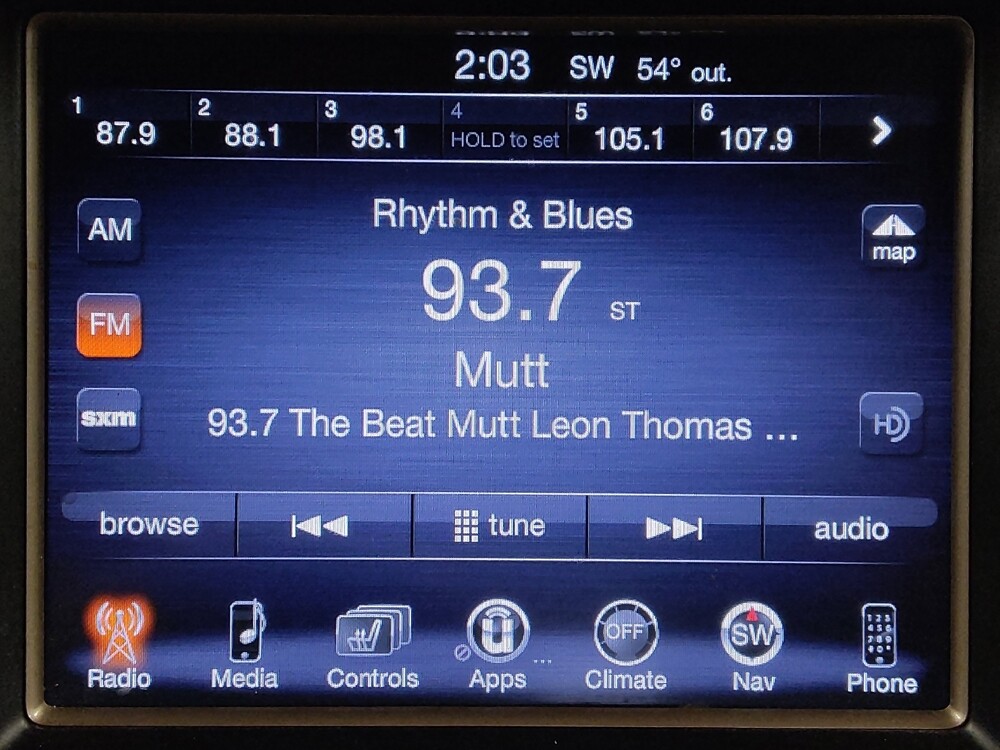 2:03 SW 54° out.
1 2 3 4 5 6
87.9 88.1 98.1 HOLD to set 105.1 107.9
AM Rhythm & Blues map
93.7 ST
FM
Mutt
sxm 93.7 The Beat Mutt Leon Thomas ... HD
browse tune audio
OFF SW
Radio Media Controls Apps ... Climate Nav Phone